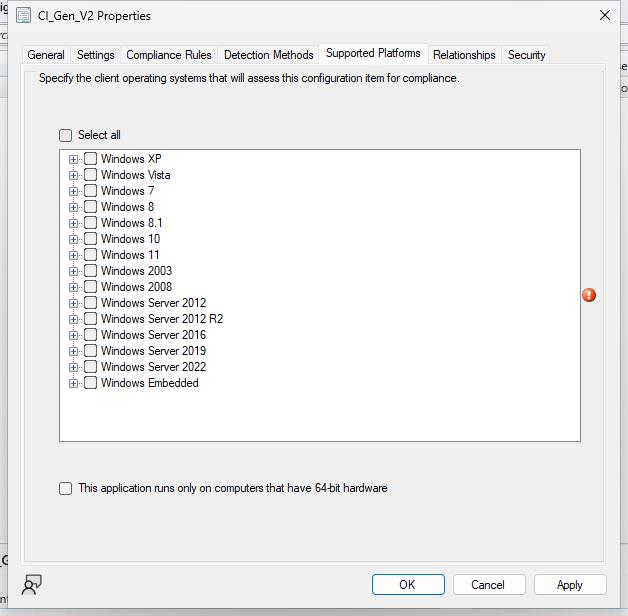 CI_Gen_V2 Properties
General Settings Compliance Rules Detection Methods Supported Platforms Relationships Security
Specify the client operating systems that will assess this configuration item for compliance.
Select all
Windows XP
Windows Vista
Windows 7
Windows 8
Windows 8.1
Windows 10
Windows 11
Windows 2003
Windows 2008
Windows Server 2012
Windows Server 2012 R2
Windows Server 2016
Windows Server 2019
Windows Server 2022
Windows Embedded
This application runs only on computers that have 64-bit hardware
OK Cancel Apply